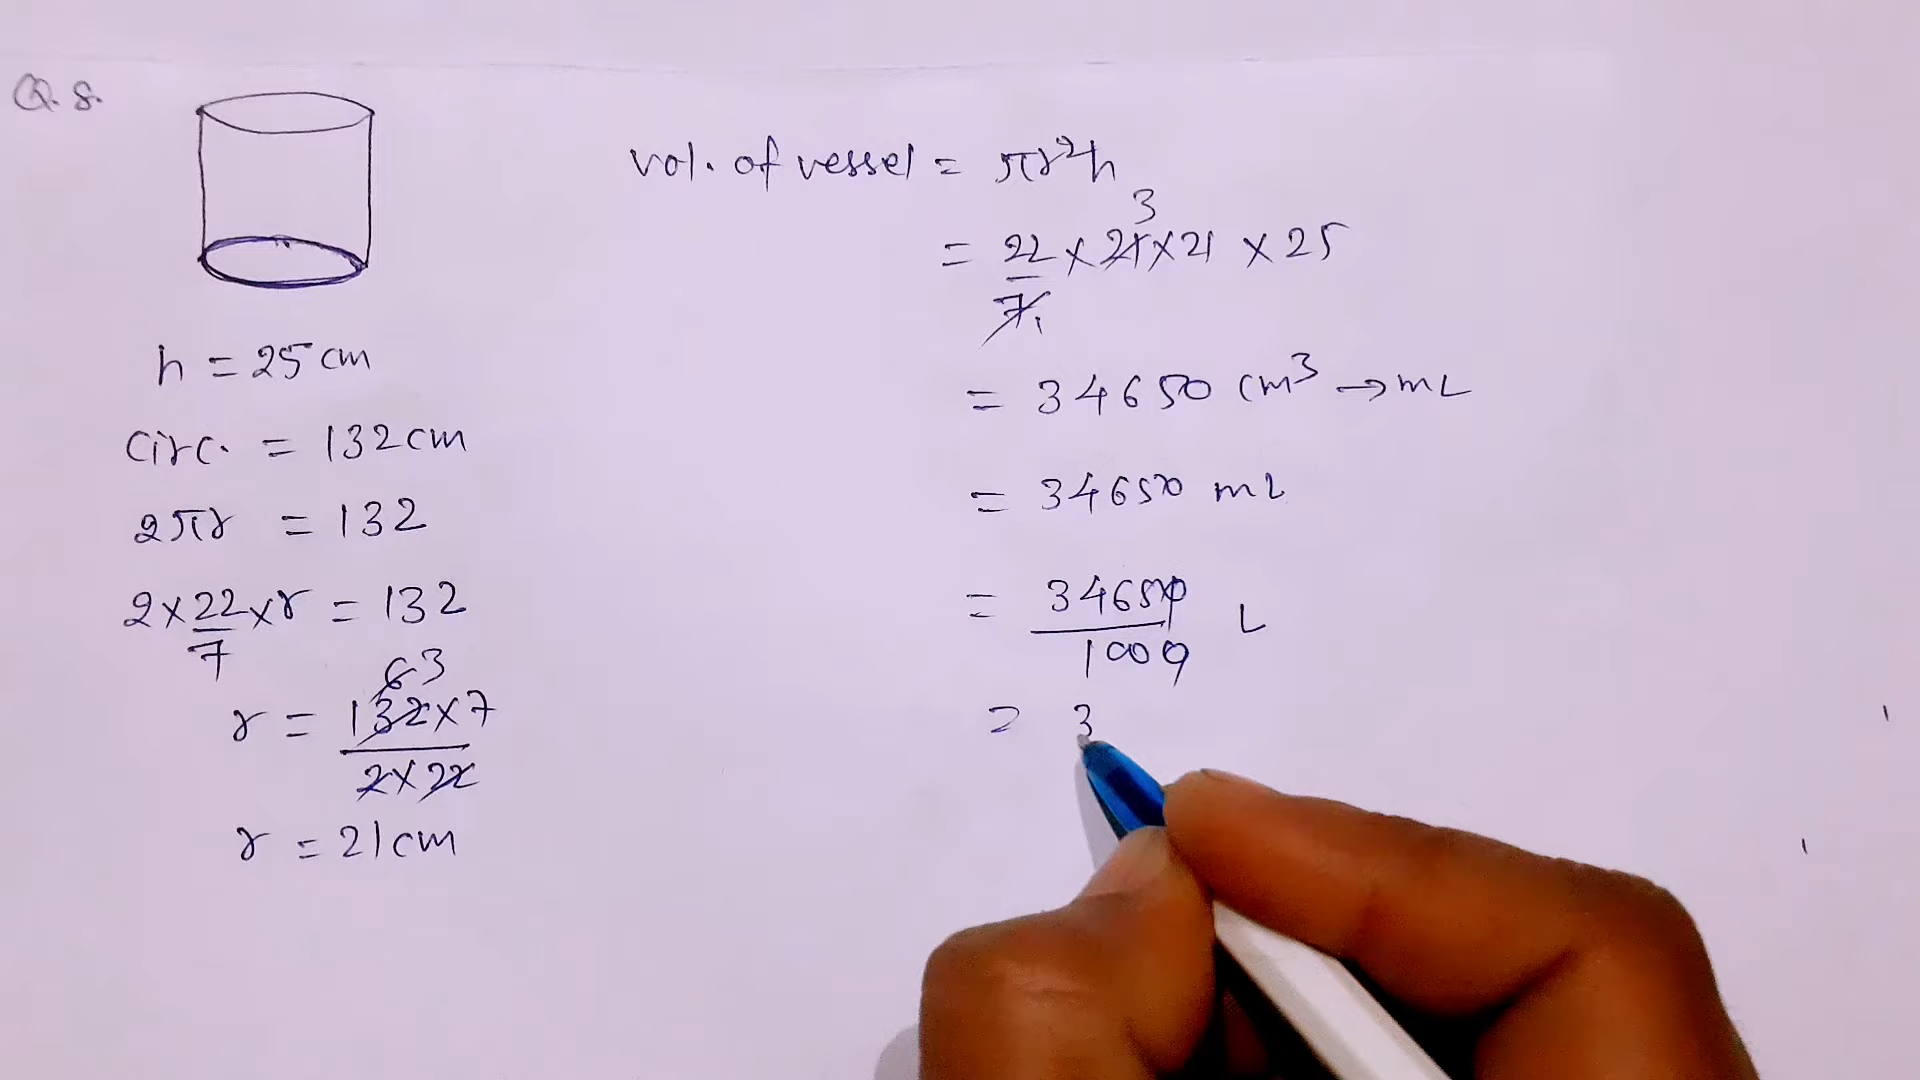 Q. 8.
h = 25 cm
Circ. = 132 cm
2πr = 132
2 × 22/7 × r = 132
63
r = 132 × 7 / 2 × 22
r = 21 cm
vol. of vessel = πr²h
3
= 22/7 × 21 × 21 × 25
1
= 34650 cm³ → mL
= 34650 mL
= 34650/1000 L
= 3